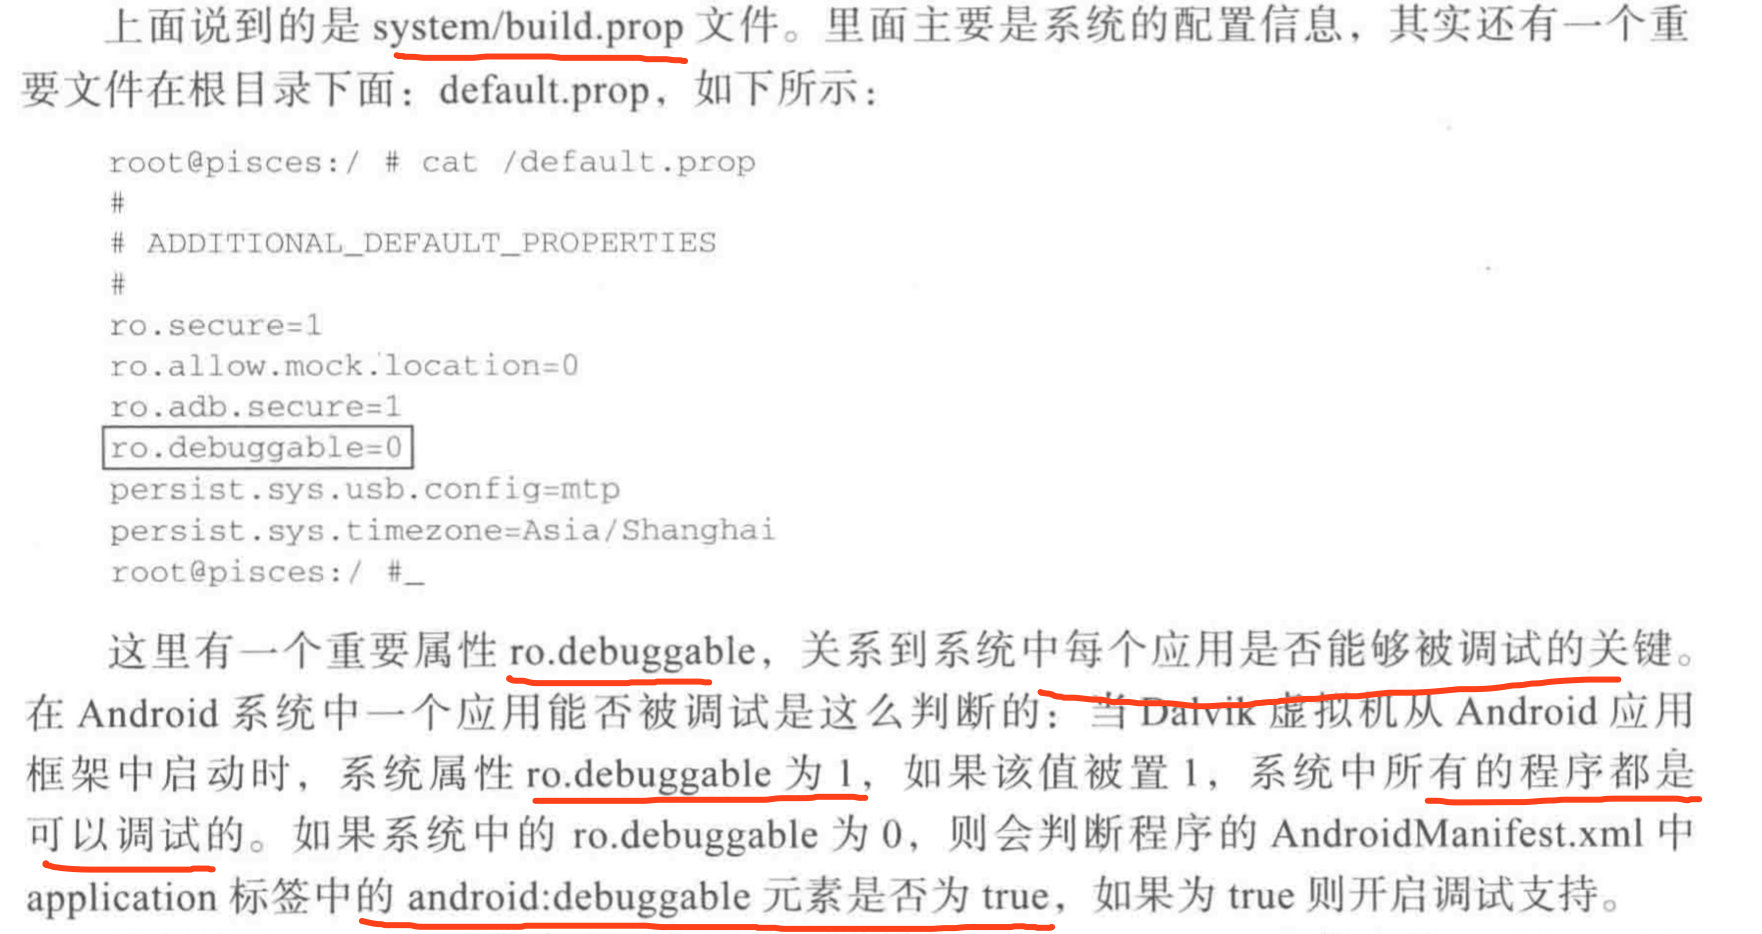 上面说到的是 system/build.prop 文件。里面主要是系统的配置信息，其实还有一个重
要文件在根目录下面：default.prop，如下所示：
root@pisces:/ # cat /default.prop
#
# ADDITIONAL_DEFAULT_PROPERTIES
#
ro.secure=1
ro.allow.mock.location=0
ro.adb.secure=1
ro.debuggable=0
persist.sys.usb.config=mtp
persist.sys.timezone=Asia/Shanghai
root@pisces:/ #_
这里有一个重要属性 ro.debuggable，关系到系统中每个应用是否能够被调试的关键。
在 Android 系统中一个应用能否被调试是这么判断的：当 Dalvik 虚拟机从 Android 应用
框架中启动时，系统属性 ro.debuggable 为 1，如果该值被置 1，系统中所有的程序都是
可以调试的。如果系统中的 ro.debuggable 为 0，则会判断程序的 AndroidManifest.xml 中
application 标签中的 android:debuggable 元素是否为 true，如果为 true 则开启调试支持。